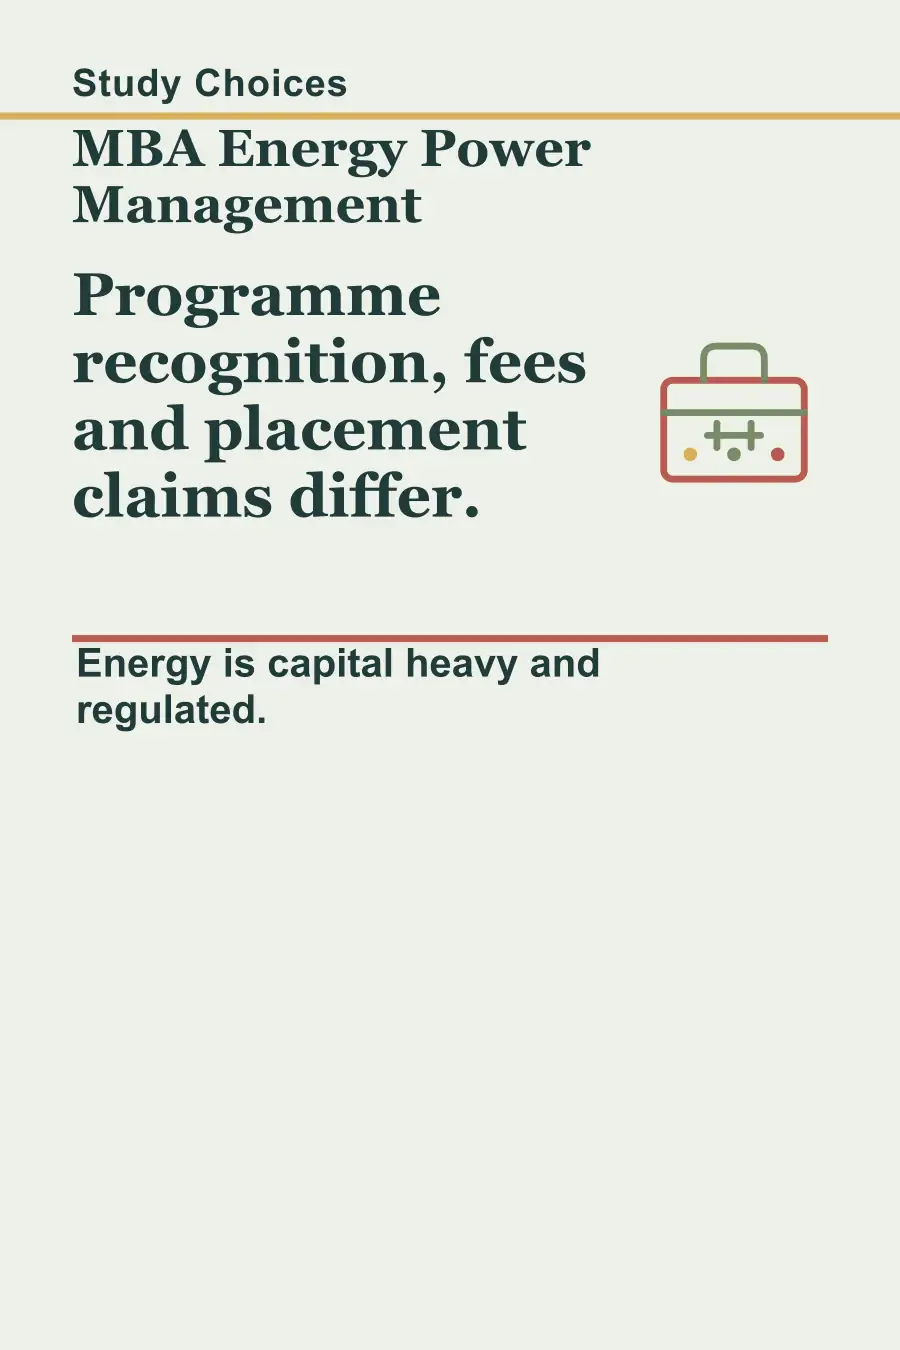 Study Choices
MBA Energy Power
Management
Programme
recognition, fees
and placement
claims differ.
Energy is capital heavy and
regulated.